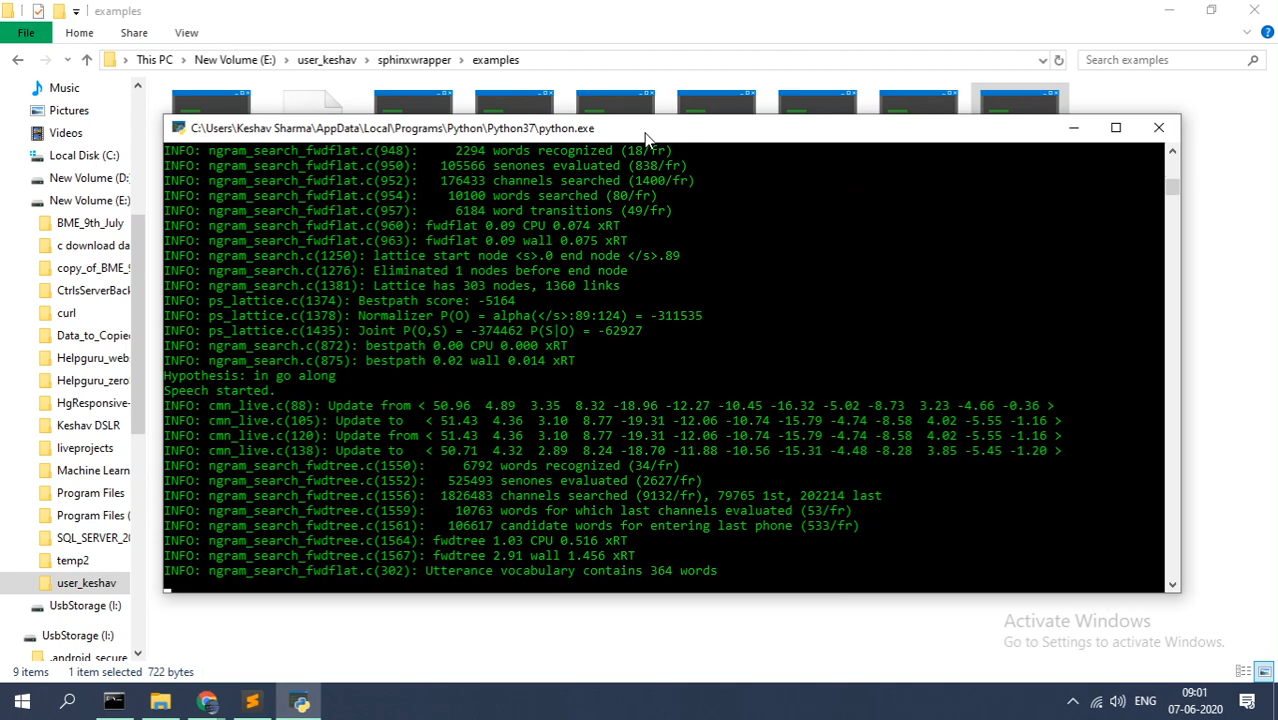 examples
File
Home
Share
View
This PC
New Volume (E:)
user_keshav
sphinxwrapper
examples
Search examples
Music
Pictures
Videos
Local Disk (C:)
New Volume (D:
New Volume (E:)
BME_9th_July
c download da
copy_of_BME_9
CtrlsServerBack
curl
Data_to_Copied
Helpguru_web
Helpguru_zero
HgResponsive-
Keshav DSLR
liveprojects
Machine Learn
Program Files
Program Files (
SQL_SERVER_20
temp2
user_keshav
UsbStorage (I:)
UsbStorage (I:)
.android_secure
C:\Users\Keshav Sharma\AppData\Local\Programs\Python\Python37\python.exe
INFO: ngram_search_fwdflat.c(948):     2294 words recognized (18/fr)
INFO: ngram_search_fwdflat.c(950):   105566 senones evaluated (838/fr)
INFO: ngram_search_fwdflat.c(952):   176433 channels searched (1400/fr)
INFO: ngram_search_fwdflat.c(954):    10100 words searched (80/fr)
INFO: ngram_search_fwdflat.c(957):     6184 word transitions (49/fr)
INFO: ngram_search_fwdflat.c(960): fwdflat 0.09 CPU 0.074 xRT
INFO: ngram_search_fwdflat.c(963): fwdflat 0.09 wall 0.075 xRT
INFO: ngram_search.c(1250): lattice start node <s>.0 end node </s>.89
INFO: ngram_search.c(1276): Eliminated 1 nodes before end node
INFO: ngram_search.c(1381): Lattice has 303 nodes, 1360 links
INFO: ps_lattice.c(1374): Bestpath score: -5164
INFO: ps_lattice.c(1378): Normalizer P(O) = alpha(</s>:89:124) = -311535
INFO: ps_lattice.c(1435): Joint P(O,S) = -374462 P(S|O) = -62927
INFO: ngram_search.c(872): bestpath 0.00 CPU 0.000 xRT
INFO: ngram_search.c(875): bestpath 0.02 wall 0.014 xRT
Hypothesis: in go along
Speech started.
INFO: cmn_live.c(88): Update from < 50.96  4.89  3.35  8.32 -18.96 -12.27 -10.45 -16.32 -5.02 -8.73  3.23 -4.66 -0.36 >
INFO: cmn_live.c(105): Update to   < 51.43  4.36  3.10  8.77 -19.31 -12.06 -10.74 -15.79 -4.74 -8.58  4.02 -5.55 -1.16 >
INFO: cmn_live.c(120): Update from < 51.43  4.36  3.10  8.77 -19.31 -12.06 -10.74 -15.79 -4.74 -8.58  4.02 -5.55 -1.16 >
INFO: cmn_live.c(138): Update to   < 50.71  4.32  2.89  8.24 -18.70 -11.88 -10.56 -15.31 -4.48 -8.28  3.85 -5.45 -1.20 >
INFO: ngram_search_fwdtree.c(1550):     6792 words recognized (34/fr)
INFO: ngram_search_fwdtree.c(1552):   525493 senones evaluated (2627/fr)
INFO: ngram_search_fwdtree.c(1556):  1826483 channels searched (9132/fr), 79765 1st, 202214 last
INFO: ngram_search_fwdtree.c(1559):    10763 words for which last channels evaluated (53/fr)
INFO: ngram_search_fwdtree.c(1561):   106617 candidate words for entering last phone (533/fr)
INFO: ngram_search_fwdtree.c(1564): fwdtree 1.03 CPU 0.516 xRT
INFO: ngram_search_fwdtree.c(1567): fwdtree 2.91 wall 1.456 xRT
INFO: ngram_search_fwdflat.c(302): Utterance vocabulary contains 364 words
Activate Windows
Go to Settings to activate Windows.
9 items
1 item selected 722 bytes
ENG
09:01
07-06-2020